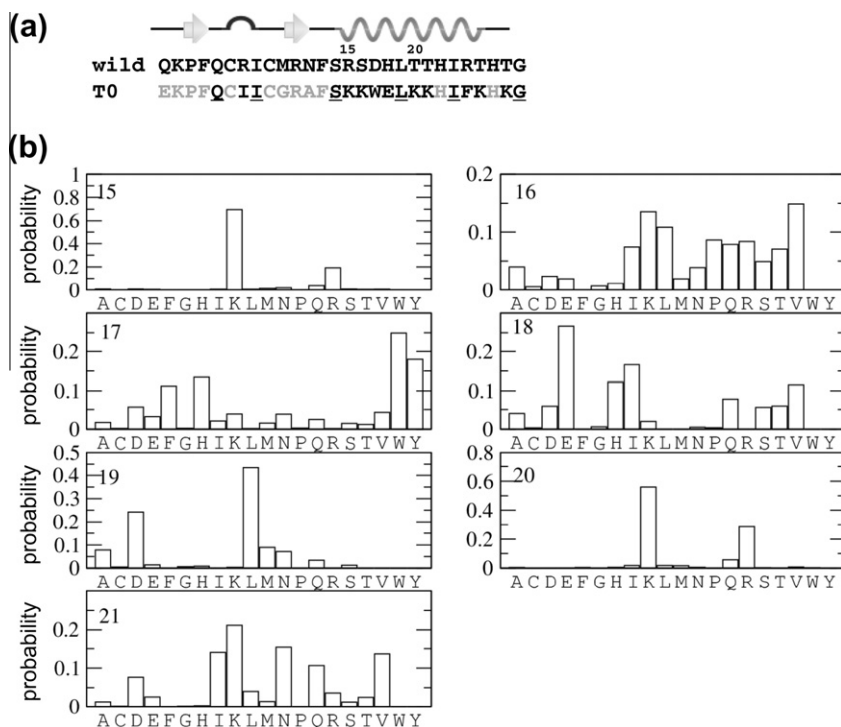 (a)
15 20
wild QKPFQCRICMRNFSRSDHLTTHIRTHTG
T0 EKPFQCIICGRAFSKKWELKKHIFKHKG
(b)
probability
1
0.8
0.6
0.4
0.2
0
15
A C D E F G H I K L M N P Q R S T V W Y
0.2
0.1
0
16
A C D E F G H I K L M N P Q R S T V W Y
probability
0.2
0.1
0
17
A C D E F G H I K L M N P Q R S T V W Y
0.2
0.1
0
18
A C D E F G H I K L M N P Q R S T V W Y
probability
0.5
0.4
0.3
0.2
0.1
0
19
A C D E F G H I K L M N P Q R S T V W Y
0.8
0.6
0.4
0.2
0
20
A C D E F G H I K L M N P Q R S T V W Y
probability
0.2
0.1
0
21
A C D E F G H I K L M N P Q R S T V W Y